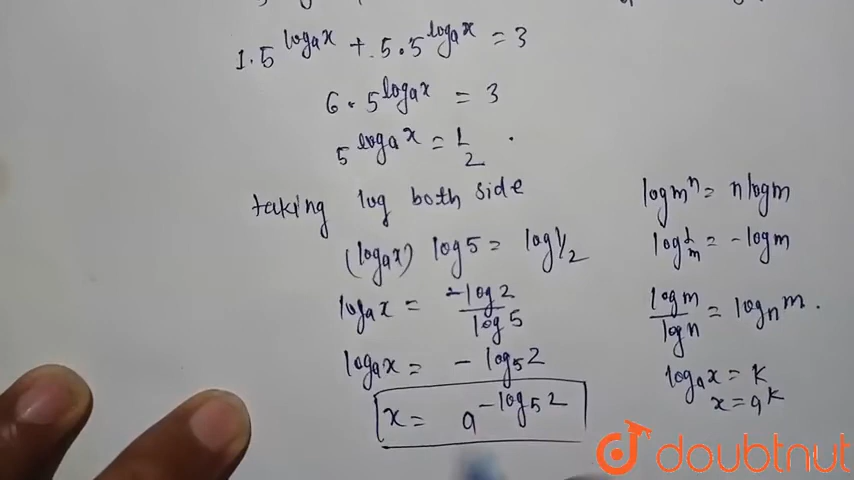 1. 5^{log_a x} + 5.5^{log_a x} = 3
6. 5^{log_a x} = 3
5^{log_a x} = 1/2 .
taking log both side
(log_a x) log 5 = log 1/2
log_a x = -log 2 / log 5
log_a x = - log_5 2
x = a^{-log_5 2}
log m^n = n log m
log 1/m = - log m
log m / log n = log_n m .
log_a x = k
x = a^k
doubtnut